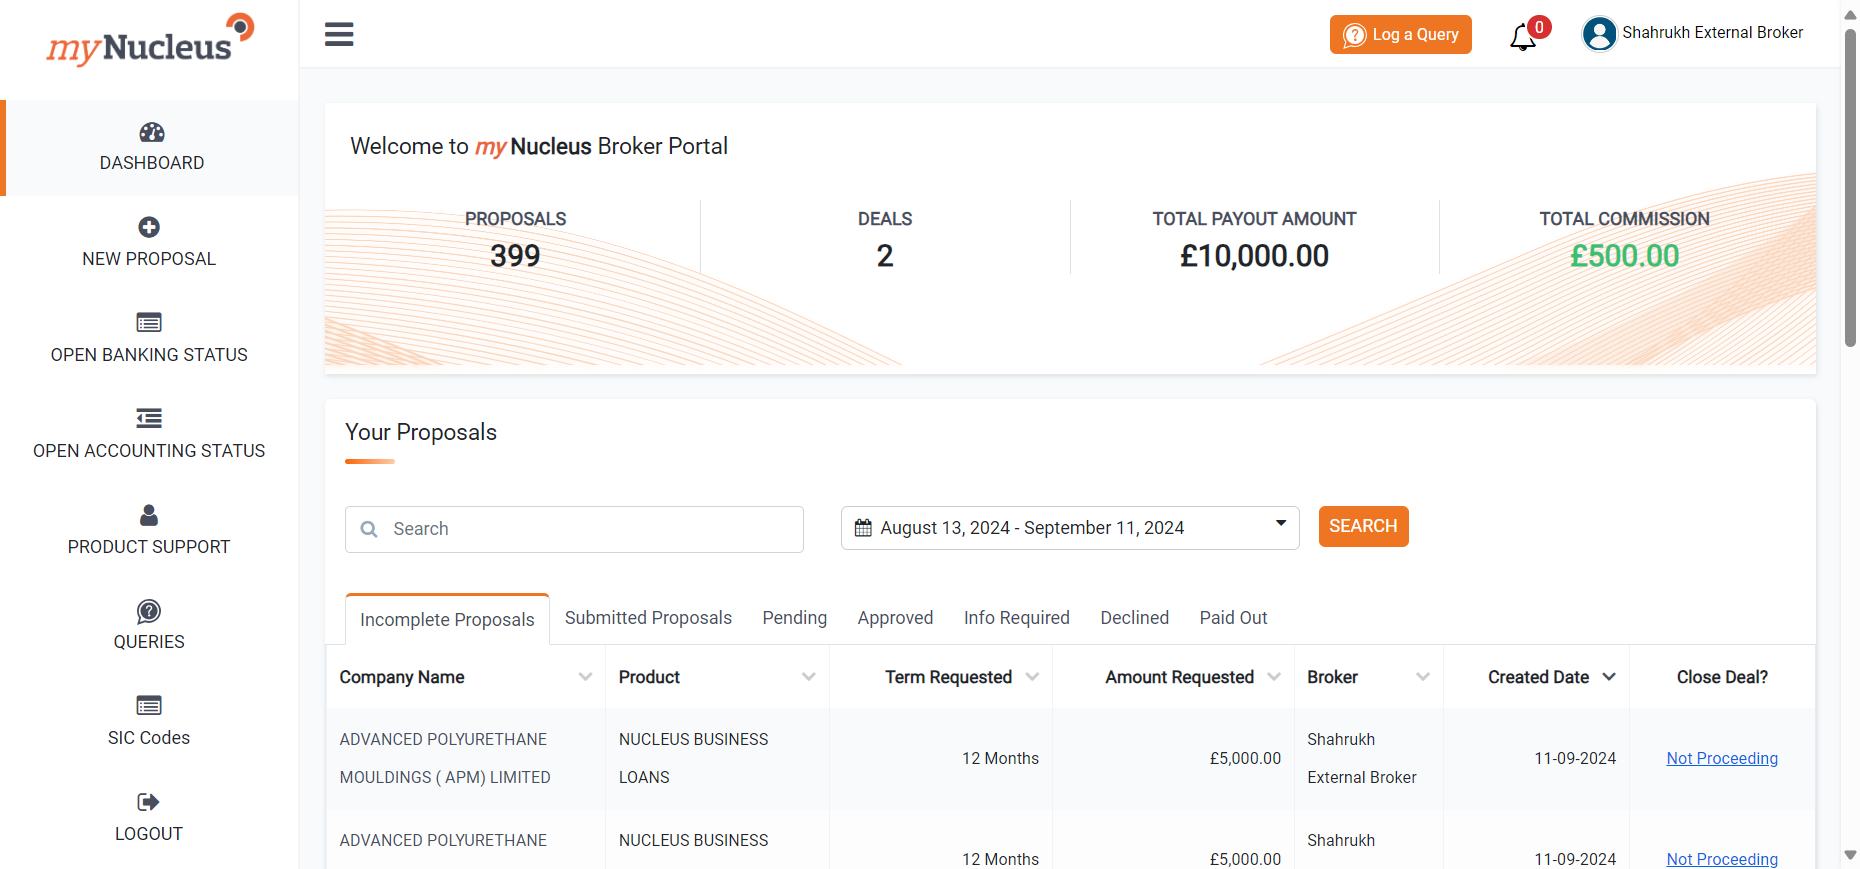 myNucleus
Log a Query
0
Shahrukh External Broker
DASHBOARD
NEW PROPOSAL
OPEN BANKING STATUS
OPEN ACCOUNTING STATUS
PRODUCT SUPPORT
QUERIES
SIC Codes
LOGOUT
Welcome to my Nucleus Broker Portal
PROPOSALS
399
DEALS
2
TOTAL PAYOUT AMOUNT
£10,000.00
TOTAL COMMISSION
£500.00
Your Proposals
Search
August 13, 2024 - September 11, 2024
SEARCH
Incomplete Proposals Submitted Proposals Pending Approved Info Required Declined Paid Out
Company Name Product Term Requested Amount Requested Broker Created Date Close Deal?
ADVANCED POLYURETHANE
MOULDINGS ( APM) LIMITED
NUCLEUS BUSINESS
LOANS
12 Months
£5,000.00
Shahrukh
External Broker
11-09-2024
Not Proceeding
ADVANCED POLYURETHANE
NUCLEUS BUSINESS
12 Months
£5,000.00
Shahrukh
11-09-2024
Not Proceeding